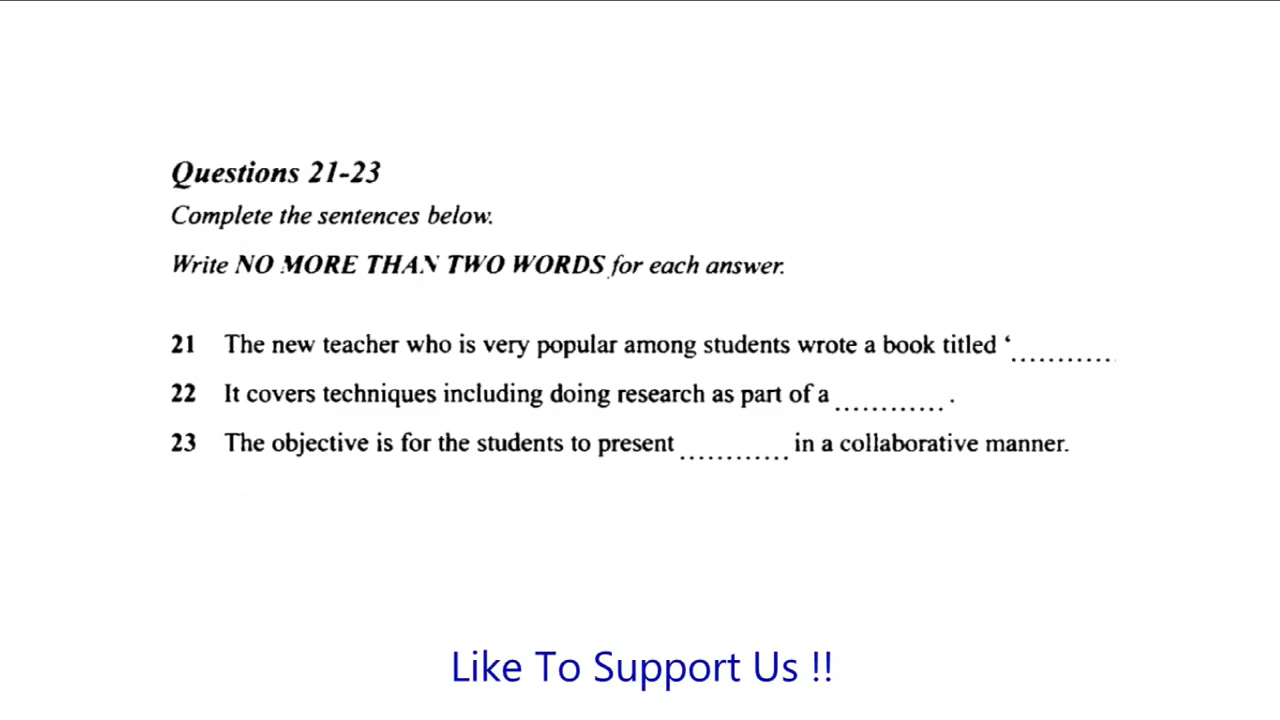 Questions 21-23
Complete the sentences below.
Write NO MORE THAN TWO WORDS for each answer.
21 The new teacher who is very popular among students wrote a book titled ‘...........
22 It covers techniques including doing research as part of a ............ .
23 The objective is for the students to present ............ in a collaborative manner.
Like To Support Us !!